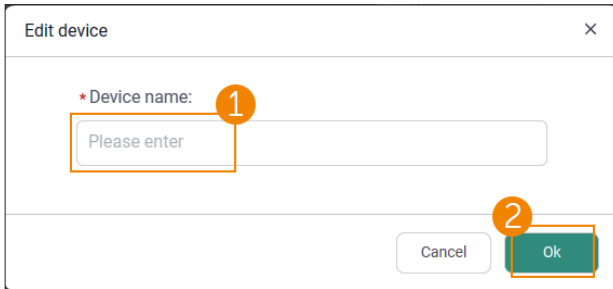 Edit device ×
* Device name:
1
Please enter
2
Cancel Ok